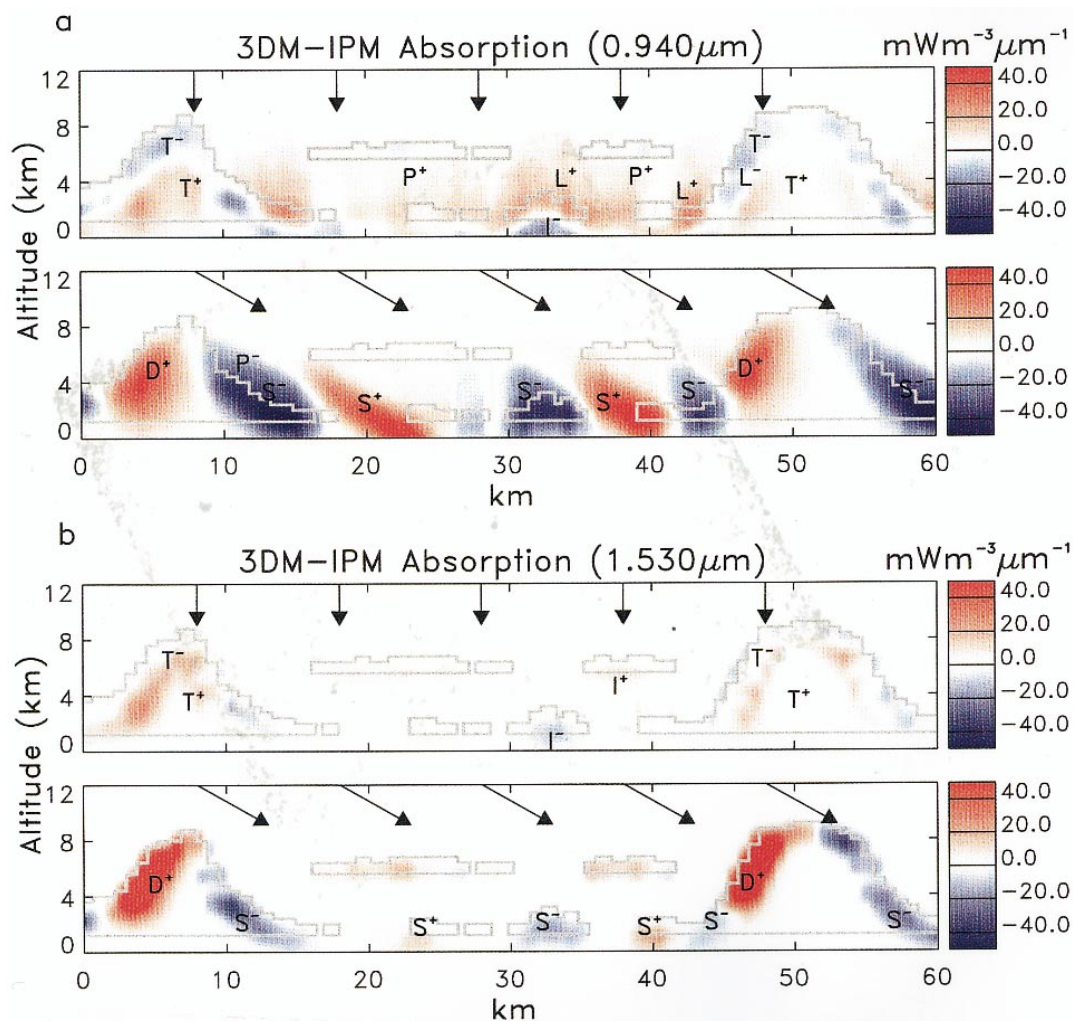 a
3DM-IPM Absorption (0.940μm)
mWm⁻³μm⁻¹
12
8
4
0
T⁻
T⁺
P⁺
L⁺
I⁻
P⁺
L⁺
T⁻
L⁻
T⁺
40.0
20.0
0.0
−20.0
−40.0
Altitude (km)
12
8
4
0
D⁺
P⁻
S⁻
S⁺
S⁻
S⁺
S⁻
D⁺
S⁻
40.0
20.0
0.0
−20.0
−40.0
0 10 20 30 40 50 60
km
b
3DM-IPM Absorption (1.530μm)
mWm⁻³μm⁻¹
12
8
4
0
T⁻
T⁺
I⁻
I⁺
T⁻
T⁺
40.0
20.0
0.0
−20.0
−40.0
Altitude (km)
12
8
4
0
D⁺
S⁻
S⁺
S⁻
S⁺
S⁻
D⁺
S⁻
40.0
20.0
0.0
−20.0
−40.0
0 10 20 30 40 50 60
km